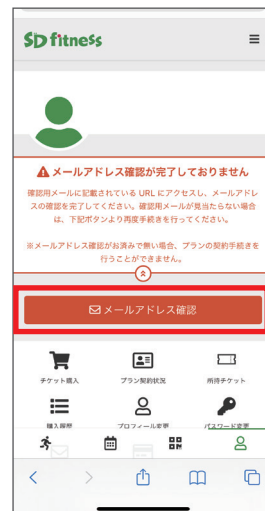 SD fitness
メールアドレス確認が完了しておりません
確認用メールに記載されている URL にアクセスし、メールアドレ
スの確認を完了してください。確認用メールが見当たらない場合
は、下記ボタンより再度手続きを行ってください。
※メールアドレス確認がお済みで無い場合、プランの契約手続きを
行うことができません。
メールアドレス確認
チケット購入 プラン契約状況 所持チケット
購入履歴 プロフィール変更 パスワード変更